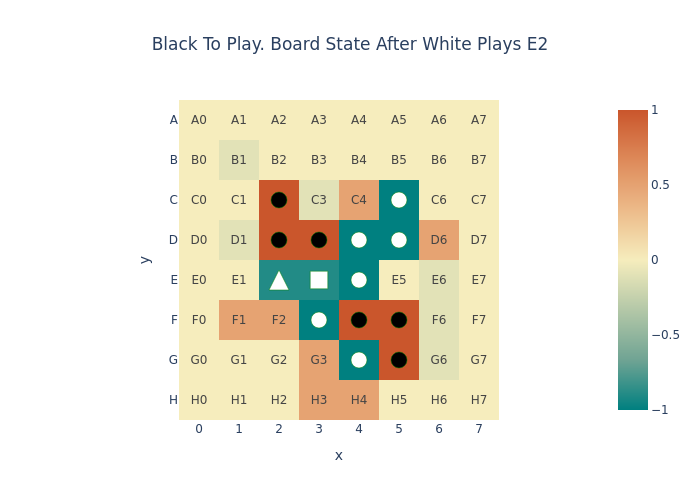 Black To Play. Board State After White Plays E2
A A0 A1 A2 A3 A4 A5 A6 A7
B B0 B1 B2 B3 B4 B5 B6 B7
C C0 C1 C3 C4 C6 C7
D D0 D1 D6 D7
E E0 E1 E5 E6 E7
F F0 F1 F2 F6 F7
G G0 G1 G2 G3 G6 G7
H H0 H1 H2 H3 H4 H5 H6 H7
0 1 2 3 4 5 6 7
x
y
1
0.5
0
−0.5
−1